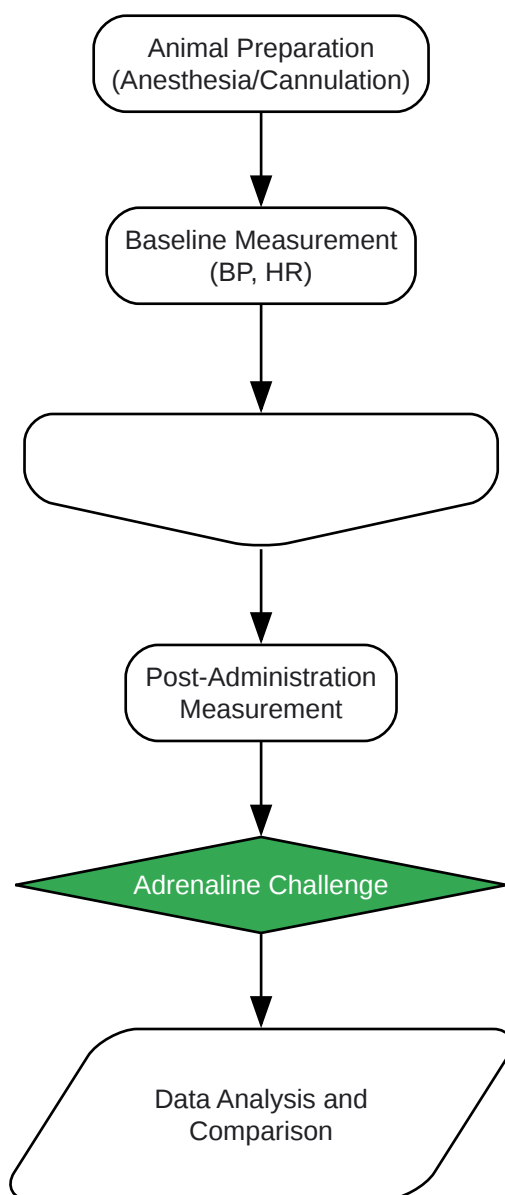 Animal Preparation
(Anesthesia/Cannulation)
Baseline Measurement
(BP, HR)
Post-Administration
Measurement
Adrenaline Challenge
Data Analysis and
Comparison